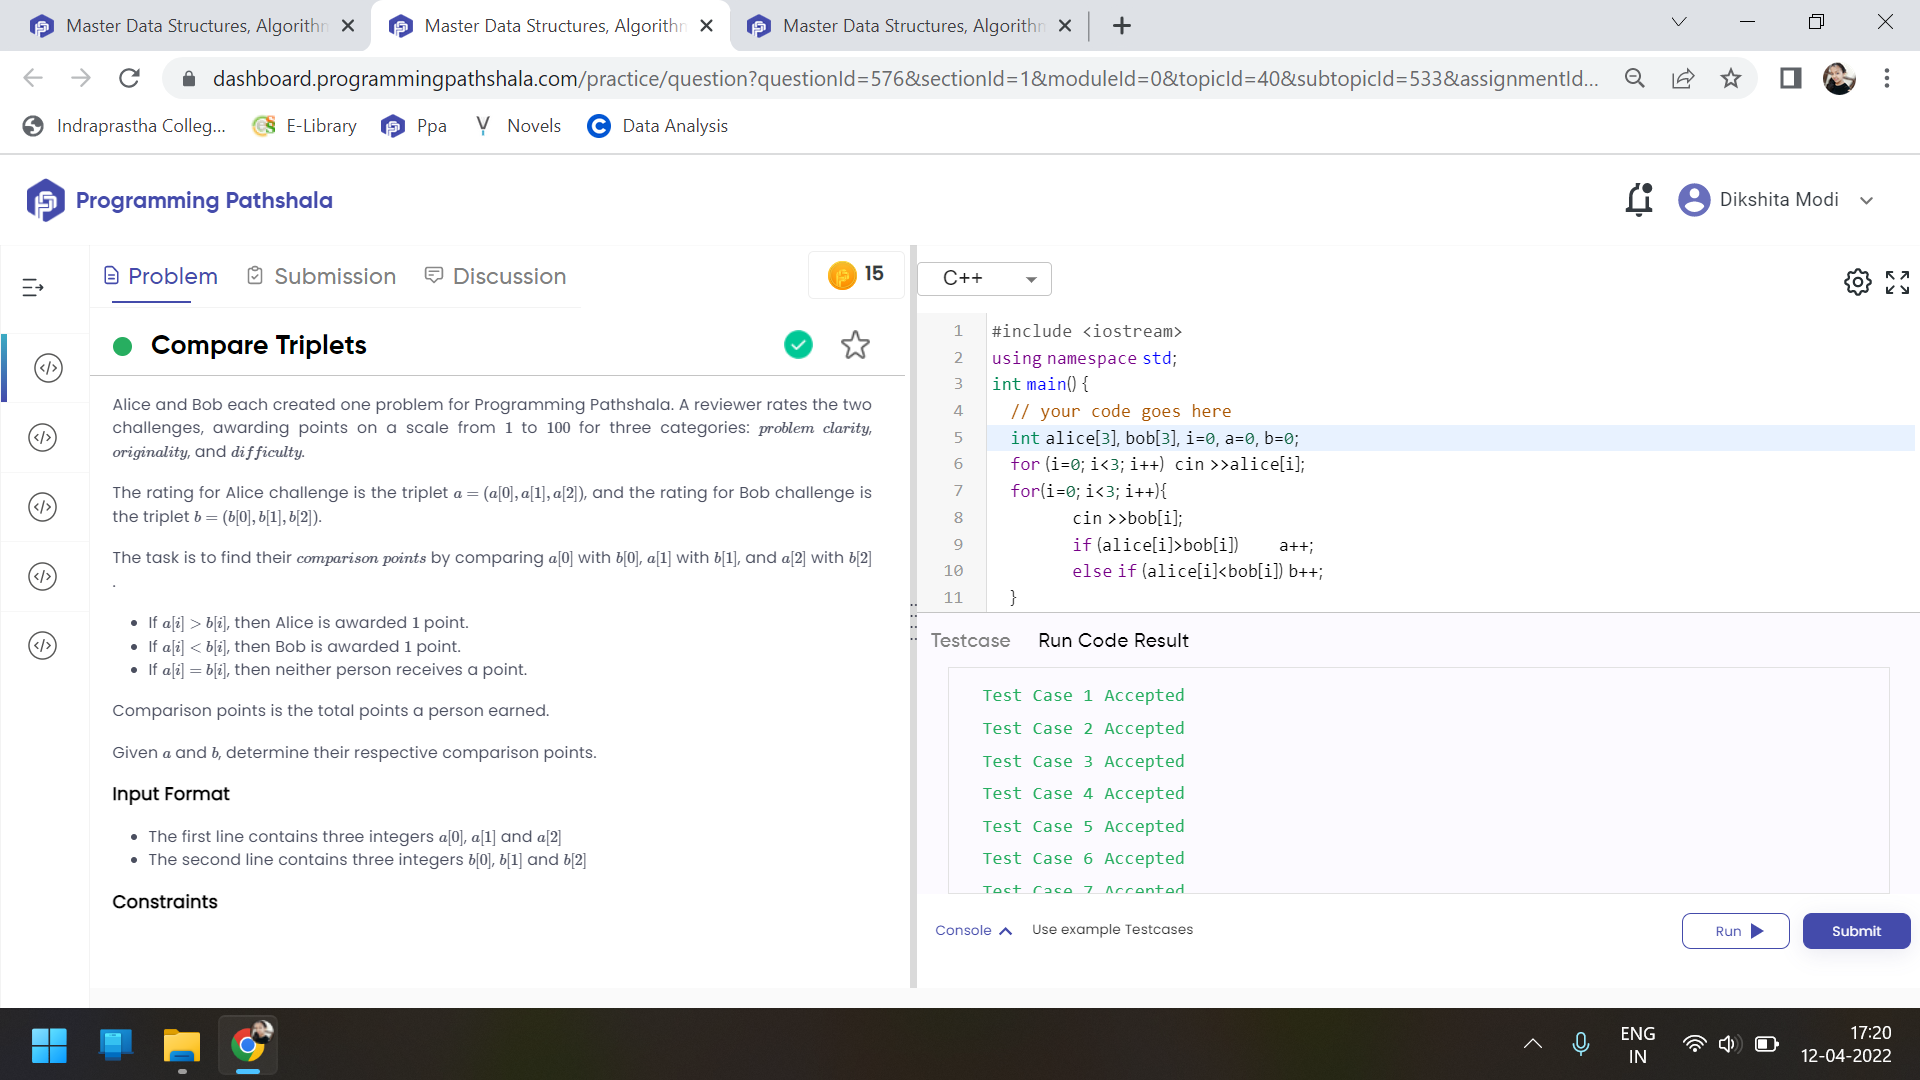 Master Data Structures, Algorithm
Master Data Structures, Algorithm
Master Data Structures, Algorithm
dashboard.programmingpathshala.com/practice/question?questionId=576&sectionId=1&moduleId=0&topicId=40&subtopicId=533&assignmentId...
Indraprastha Colleg...
E-Library
Ppa
Novels
Data Analysis
Programming Pathshala
Dikshita Modi
Problem
Submission
Discussion
15
Compare Triplets
Alice and Bob each created one problem for Programming Pathshala. A reviewer rates the two
challenges, awarding points on a scale from 1 to 100 for three categories: problem clarity,
originality, and difficulty.
The rating for Alice challenge is the triplet a = (a[0], a[1], a[2]), and the rating for Bob challenge is
the triplet b = (b[0], b[1], b[2]).
The task is to find their comparison points by comparing a[0] with b[0], a[1] with b[1], and a[2] with b[2]
.
• If a[i] > b[i], then Alice is awarded 1 point.
• If a[i] < b[i], then Bob is awarded 1 point.
• If a[i] = b[i], then neither person receives a point.
Comparison points is the total points a person earned.
Given a and b, determine their respective comparison points.
Input Format
• The first line contains three integers a[0], a[1] and a[2]
• The second line contains three integers b[0], b[1] and b[2]
Constraints
C++
1 #include <iostream>
2 using namespace std;
3 int main() {
4 // your code goes here
5 int alice[3], bob[3], i=0, a=0, b=0;
6 for (i=0; i<3; i++) cin >>alice[i];
7 for(i=0; i<3; i++){
8 cin >>bob[i];
9 if (alice[i]>bob[i]) a++;
10 else if (alice[i]<bob[i]) b++;
11 }
Testcase
Run Code Result
Test Case 1 Accepted
Test Case 2 Accepted
Test Case 3 Accepted
Test Case 4 Accepted
Test Case 5 Accepted
Test Case 6 Accepted
Test Case 7 Accepted
Console
Use example Testcases
Run
Submit
ENG
IN
17:20
12-04-2022